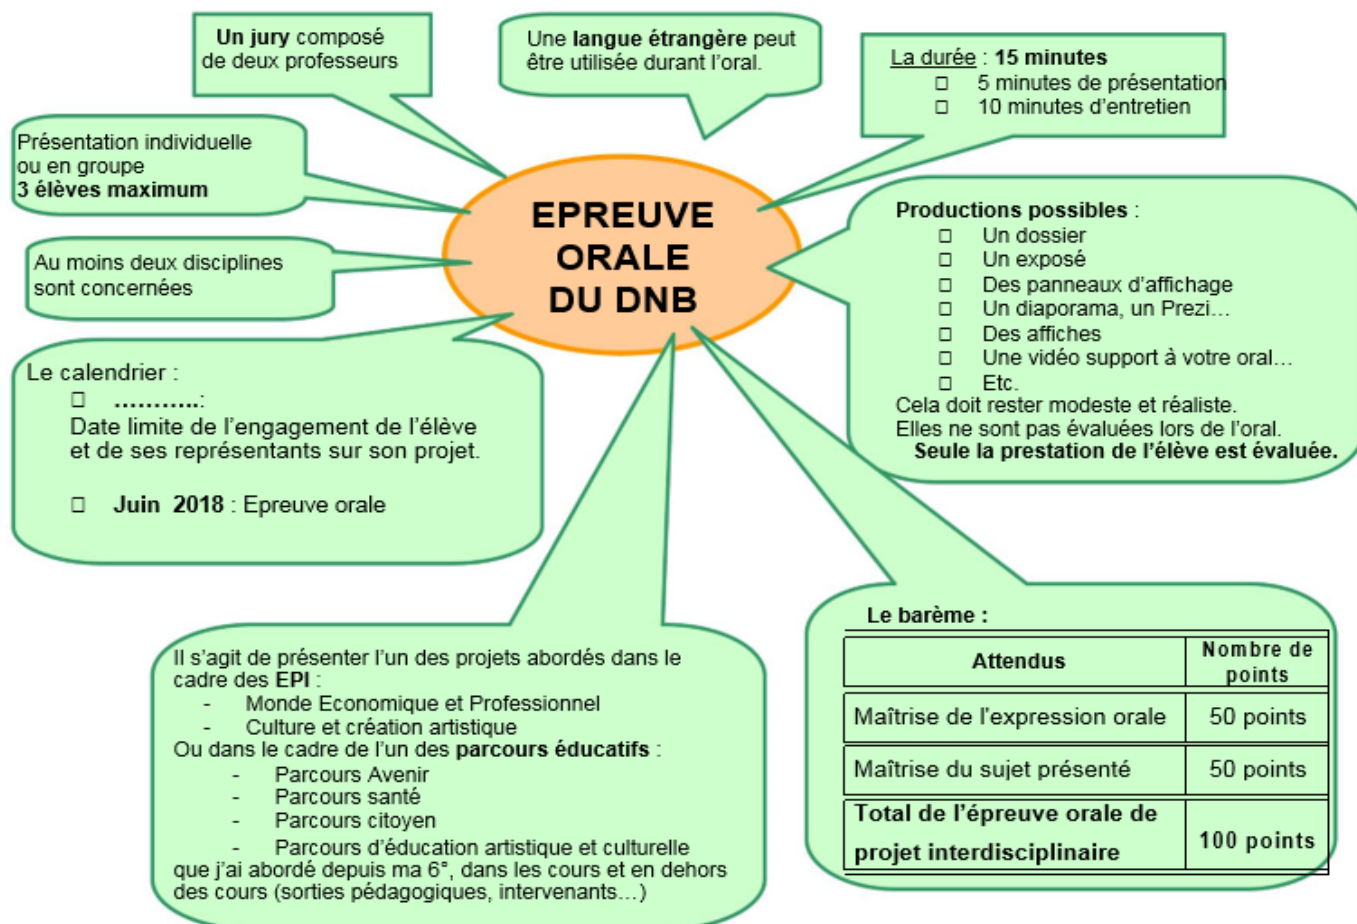 Un jury composé
de deux professeurs
Une langue étrangère peut
être utilisée durant l'oral.
La durée : 15 minutes
□ 5 minutes de présentation
□ 10 minutes d'entretien
Présentation individuelle
ou en groupe
3 élèves maximum
EPREUVE
ORALE
DU DNB
Au moins deux disciplines
sont concernées
Productions possibles :
□ Un dossier
□ Un exposé
□ Des panneaux d'affichage
□ Un diaporama, un Prezi…
□ Des affiches
□ Une vidéo support à votre oral…
□ Etc.
Cela doit rester modeste et réaliste.
Elles ne sont pas évaluées lors de l'oral.
Seule la prestation de l'élève est évaluée.
Le calendrier :
□ ………..:
Date limite de l'engagement de l'élève
et de ses représentants sur son projet.
□ Juin 2018 : Epreuve orale
Il s'agit de présenter l'un des projets abordés dans le
cadre des EPI :
- Monde Economique et Professionnel
- Culture et création artistique
Ou dans le cadre de l'un des parcours éducatifs :
- Parcours Avenir
- Parcours santé
- Parcours citoyen
- Parcours d'éducation artistique et culturelle
que j'ai abordé depuis ma 6°, dans les cours et en dehors
des cours (sorties pédagogiques, intervenants…)
Le barème :
Attendus
Nombre de
points
Maîtrise de l'expression orale 50 points
Maîtrise du sujet présenté 50 points
Total de l'épreuve orale de
projet interdisciplinaire
100 points